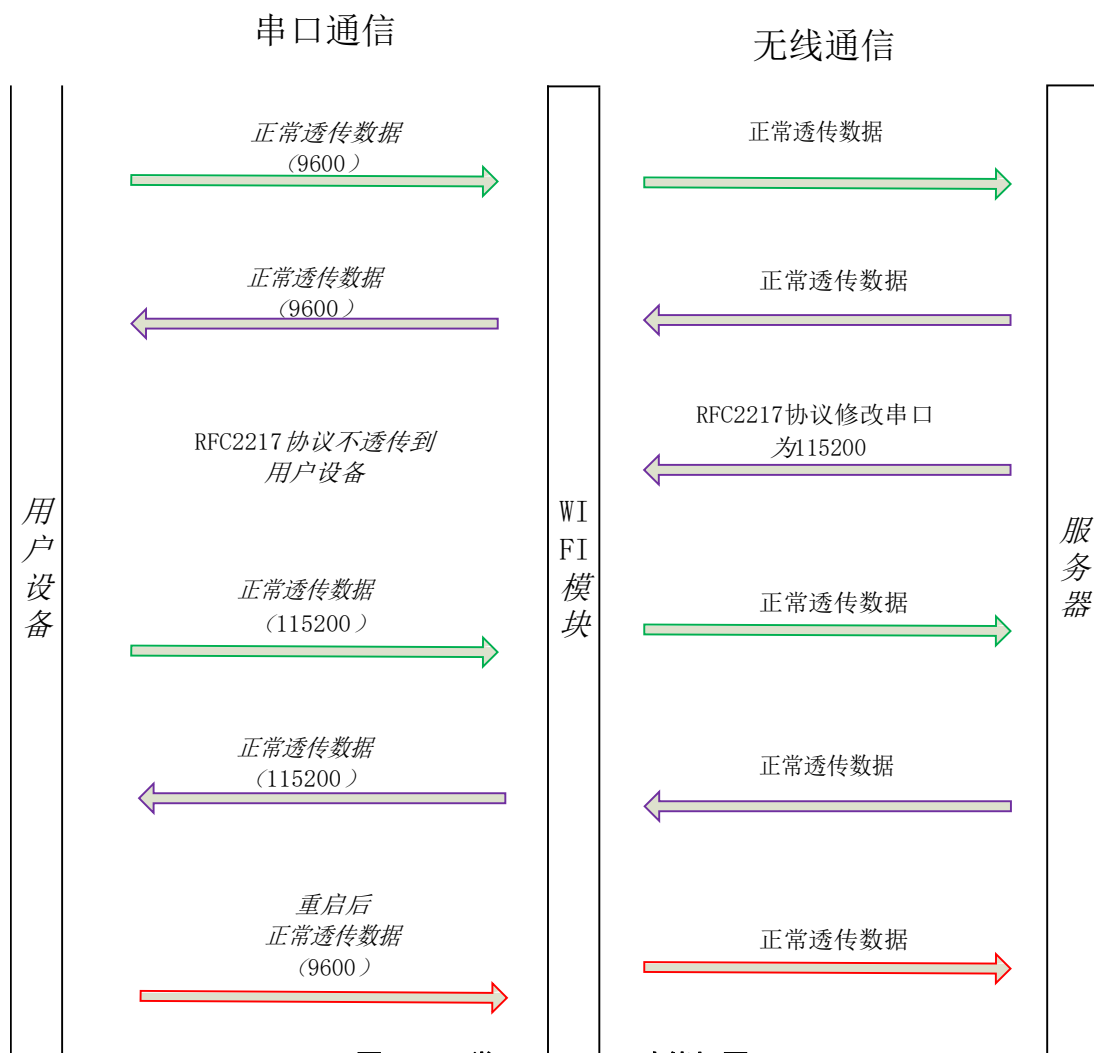 串口通信
无线通信
正常透传数据
（9600）
正常透传数据
正常透传数据
（9600）
正常透传数据
RFC2217协议不透传到
用户设备
RFC2217协议修改串口
为115200
用户设备
WIFI模块
服务器
正常透传数据
（115200）
正常透传数据
正常透传数据
（115200）
正常透传数据
重启后
正常透传数据
（9600）
正常透传数据